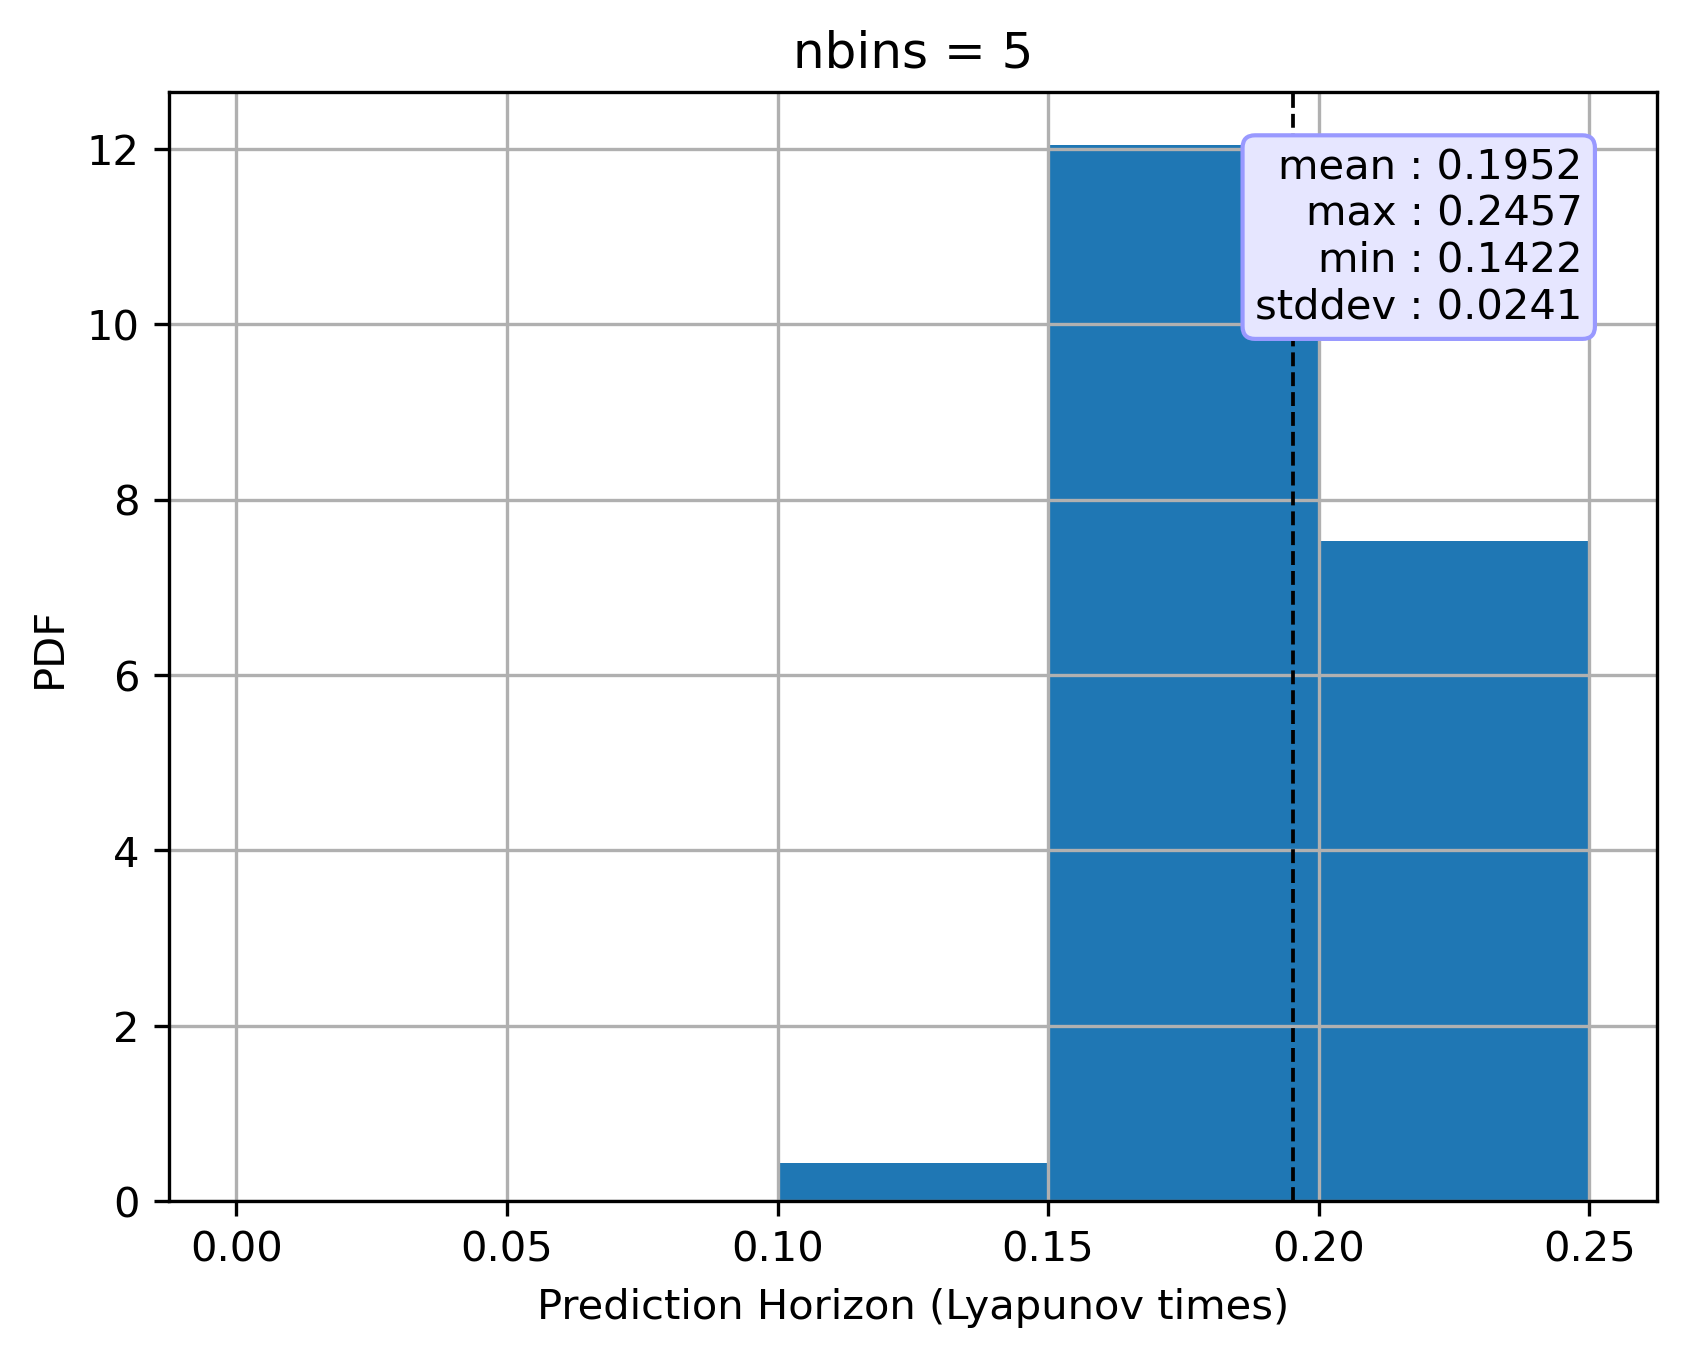 nbins = 5
12
10
8
6
4
2
0
PDF
mean : 0.1952
max : 0.2457
min : 0.1422
stddev : 0.0241
0.00 0.05 0.10 0.15 0.20 0.25
Prediction Horizon (Lyapunov times)